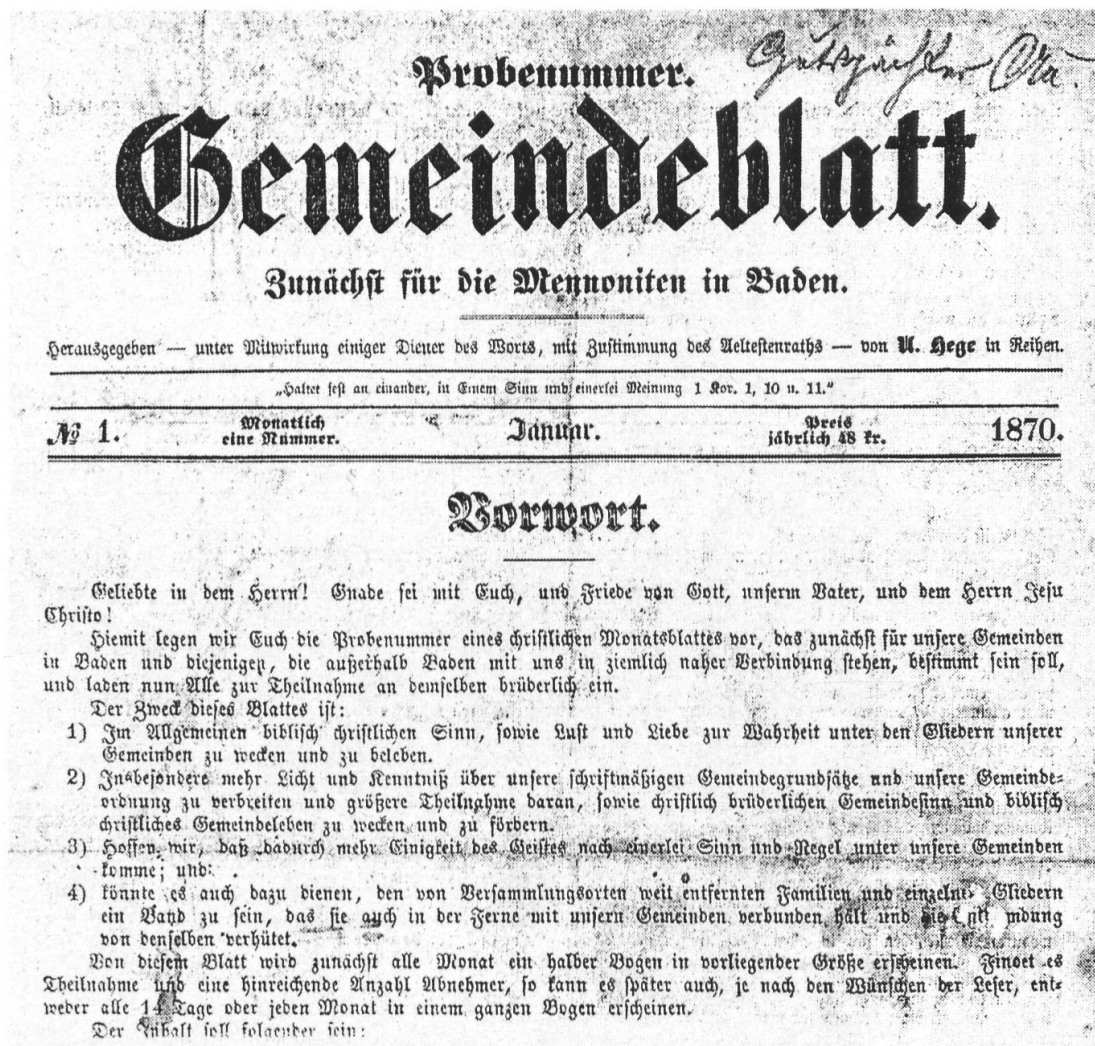 Gutspächter
Probenummer.
Gemeindeblatt.
Zunächst für die Mennoniten in Baden.
Herausgegeben — unter Mitwirkung einiger Diener des Worts, mit Zustimmung des Aeltestenraths — von U. Hege in Reihen.
„Haltet fest an einander, in Einem Sinn und einerlei Meinung 1 Kor. 1, 10 u. 11."
№ 1. Monatlich eine Nummer. Januar. Preis jährlich 48 kr. 1870.
Vorwort.
Geliebte in dem Herrn! Gnade sei mit Euch, und Friede von Gott, unserm Vater, und dem Herrn Jesu
Christo!
Hiemit legen wir Euch die Probenummer eines christlichen Monatsblattes vor, das zunächst für unsere Gemeinden
in Baden und diejenigen, die außerhalb Baden mit uns in ziemlich naher Verbindung stehen, bestimmt sein soll,
und laden nun Alle zur Theilnahme an demselben brüderlich ein.
Der Zweck dieses Blattes ist:
1) Im Allgemeinen biblisch christlichen Sinn, sowie Lust und Liebe zur Wahrheit unter den Gliedern unserer
Gemeinden zu wecken und zu beleben.
2) Insbesondere mehr Licht und Kenntniß über unsere schriftmäßigen Gemeindegrundsätze und unsere Gemeinde-
ordnung zu verbreiten und größere Theilnahme daran, sowie christlich brüderlichen Gemeindesinn und biblisch
christliches Gemeindeleben zu wecken und zu fördern.
3) Hoffen wir, daß dadurch mehr Einigkeit des Geistes nach einerlei Sinn und Regel unter unsere Gemeinden
komme; und
4) könnte es auch dazu dienen, den von Versammlungsorten weit entfernten Familien und einzelnen Gliedern
ein Band zu sein, das sie auch in der Ferne mit unsern Gemeinden verbunden hält und die
von denselben verhütet.
Von diesem Blatt wird zunächst alle Monat ein halber Bogen in vorliegender Größe erscheinen. Findet es
Theilnahme und eine hinreichende Anzahl Abnehmer, so kann es später auch, je nach den Wünschen der Leser, ent-
weder alle 14 Tage oder jeden Monat in einem ganzen Bogen erscheinen.
Der Inhalt soll folgender sein: